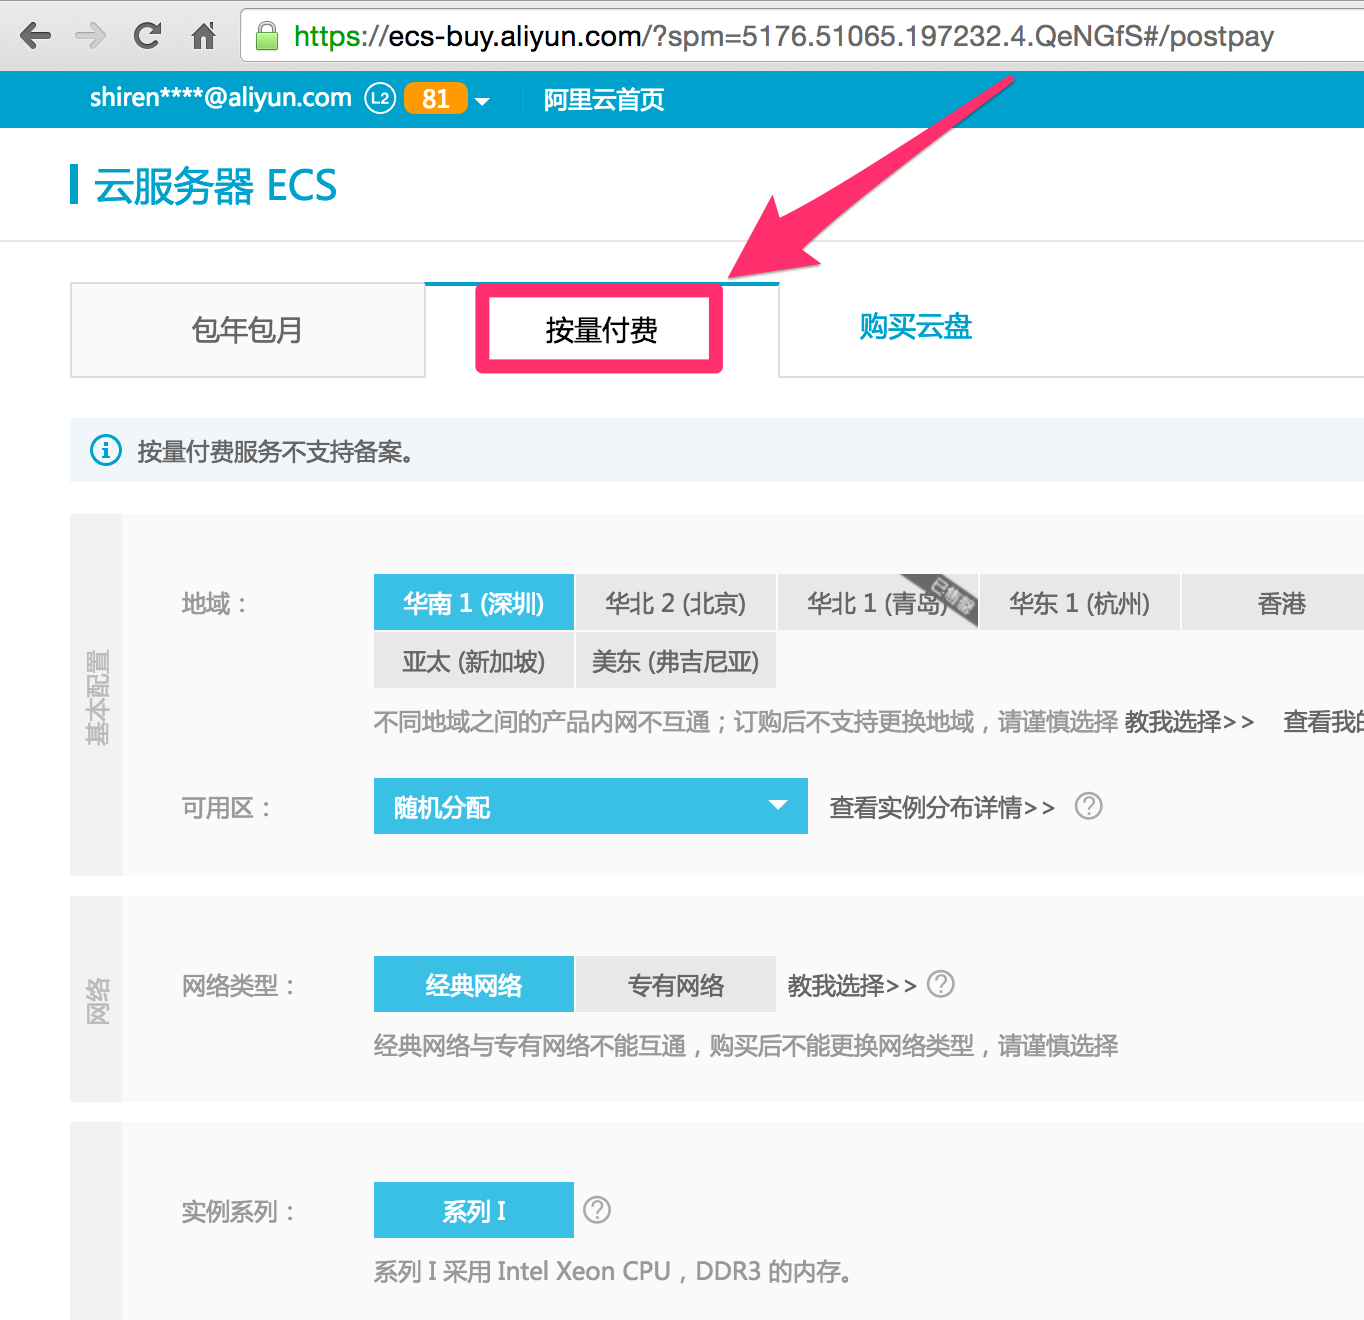 https://ecs-buy.aliyun.com/?spm=5176.51065.197232.4.QeNGfS#/postpay
shiren****@aliyun.com L2 81 阿里云首页
云服务器 ECS
包年包月 按量付费 购买云盘
按量付费服务不支持备案。
基本配置
地域： 华南 1 (深圳) 华北 2 (北京) 华北 1 (青岛) 已售罄 华东 1 (杭州) 香港
亚太 (新加坡) 美东 (弗吉尼亚)
不同地域之间的产品内网不互通；订购后不支持更换地域，请谨慎选择 教我选择>> 查看我的
可用区： 随机分配 查看实例分布详情>> ?
网络
网络类型： 经典网络 专有网络 教我选择>> ?
经典网络与专有网络不能互通，购买后不能更换网络类型，请谨慎选择
实例系列： 系列 I ?
系列 I 采用 Intel Xeon CPU，DDR3 的内存。